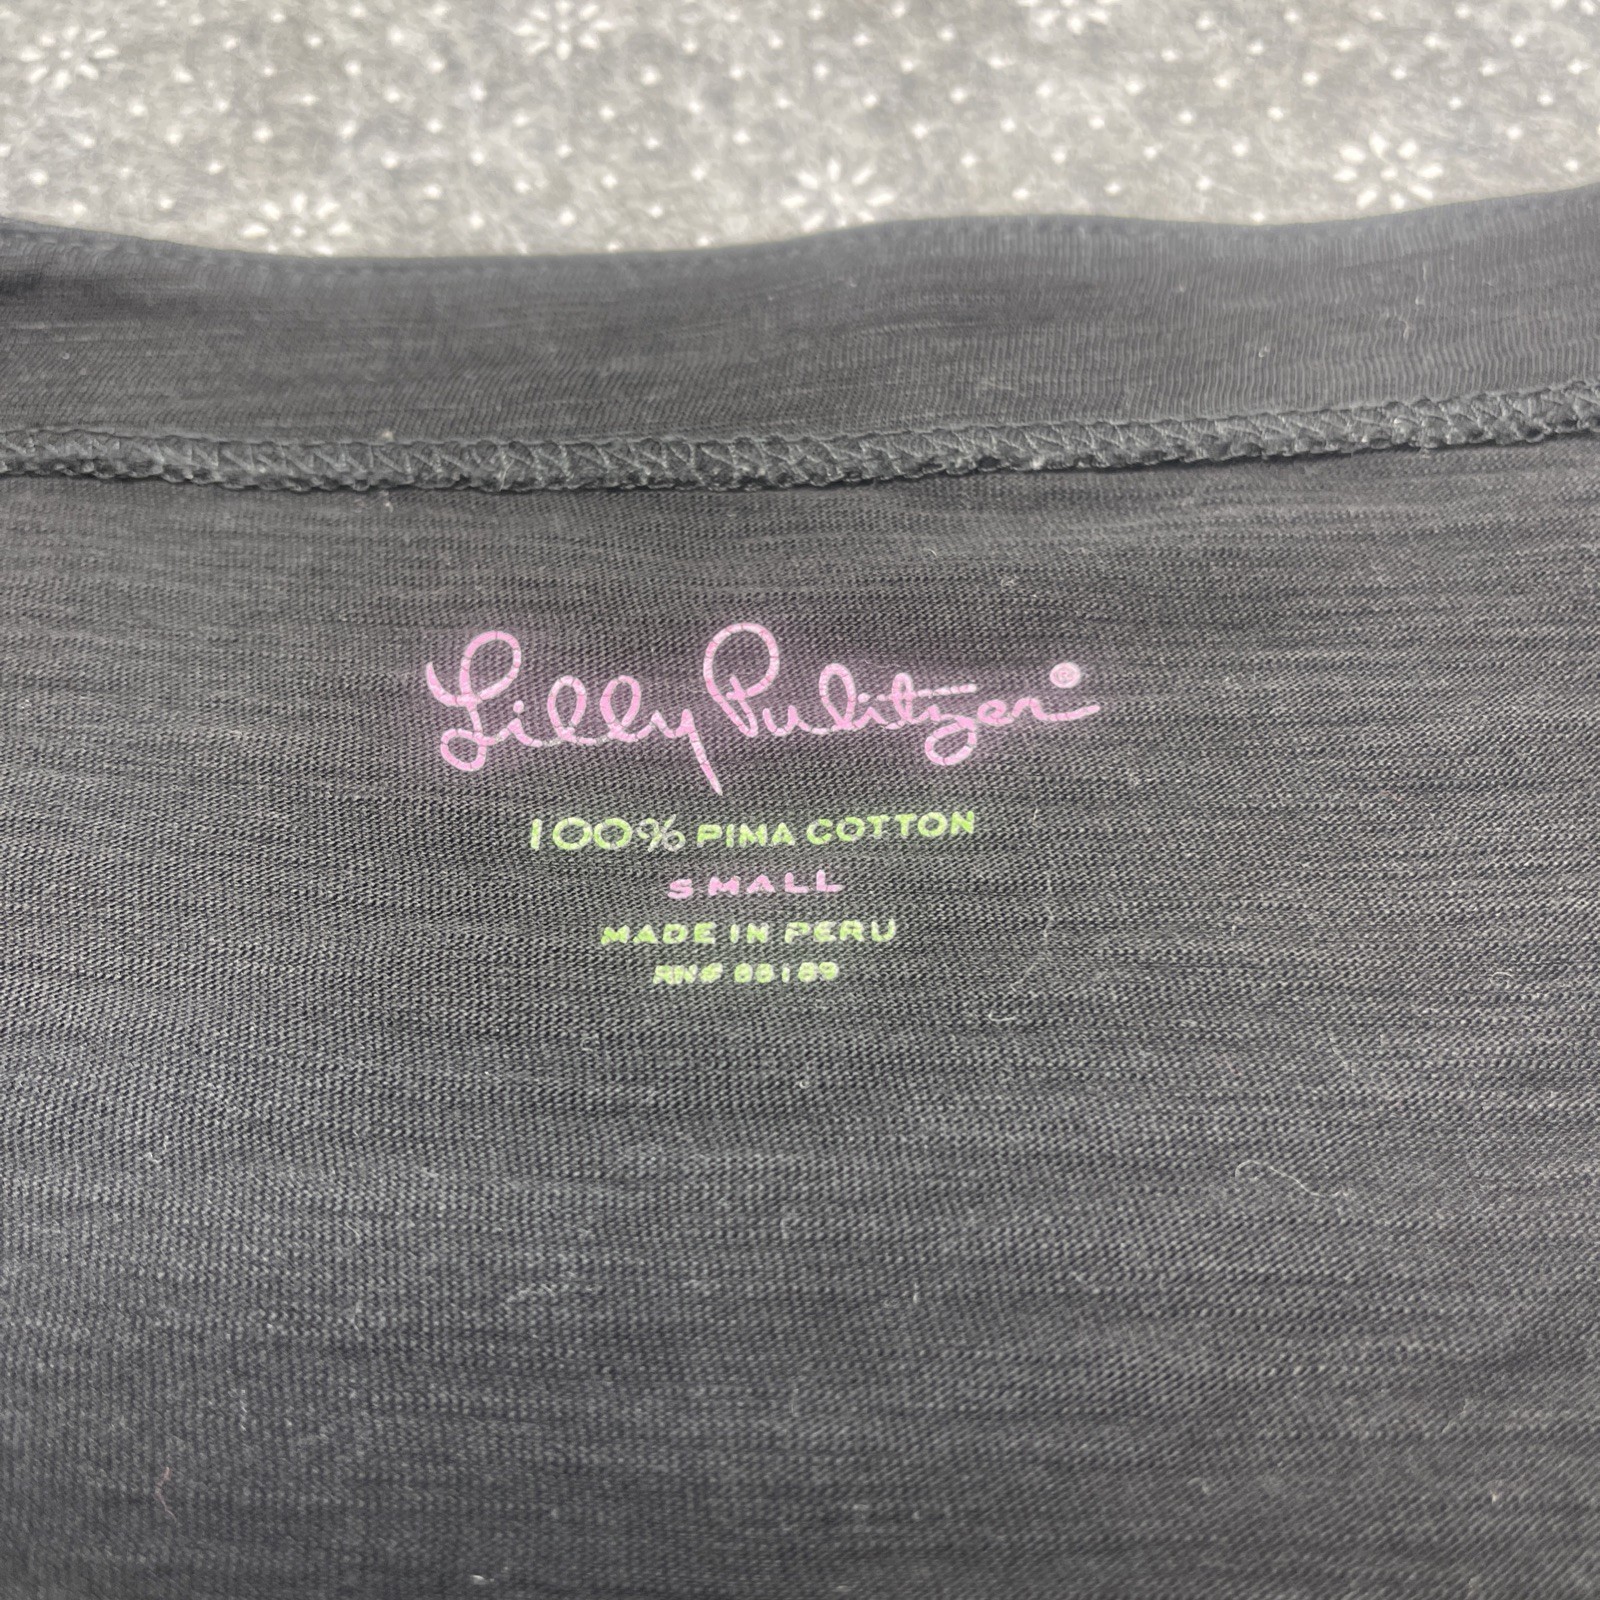 Lilly Pulitzer®
100% PIMA COTTON
SMALL
MADE IN PERU
RN# 88189